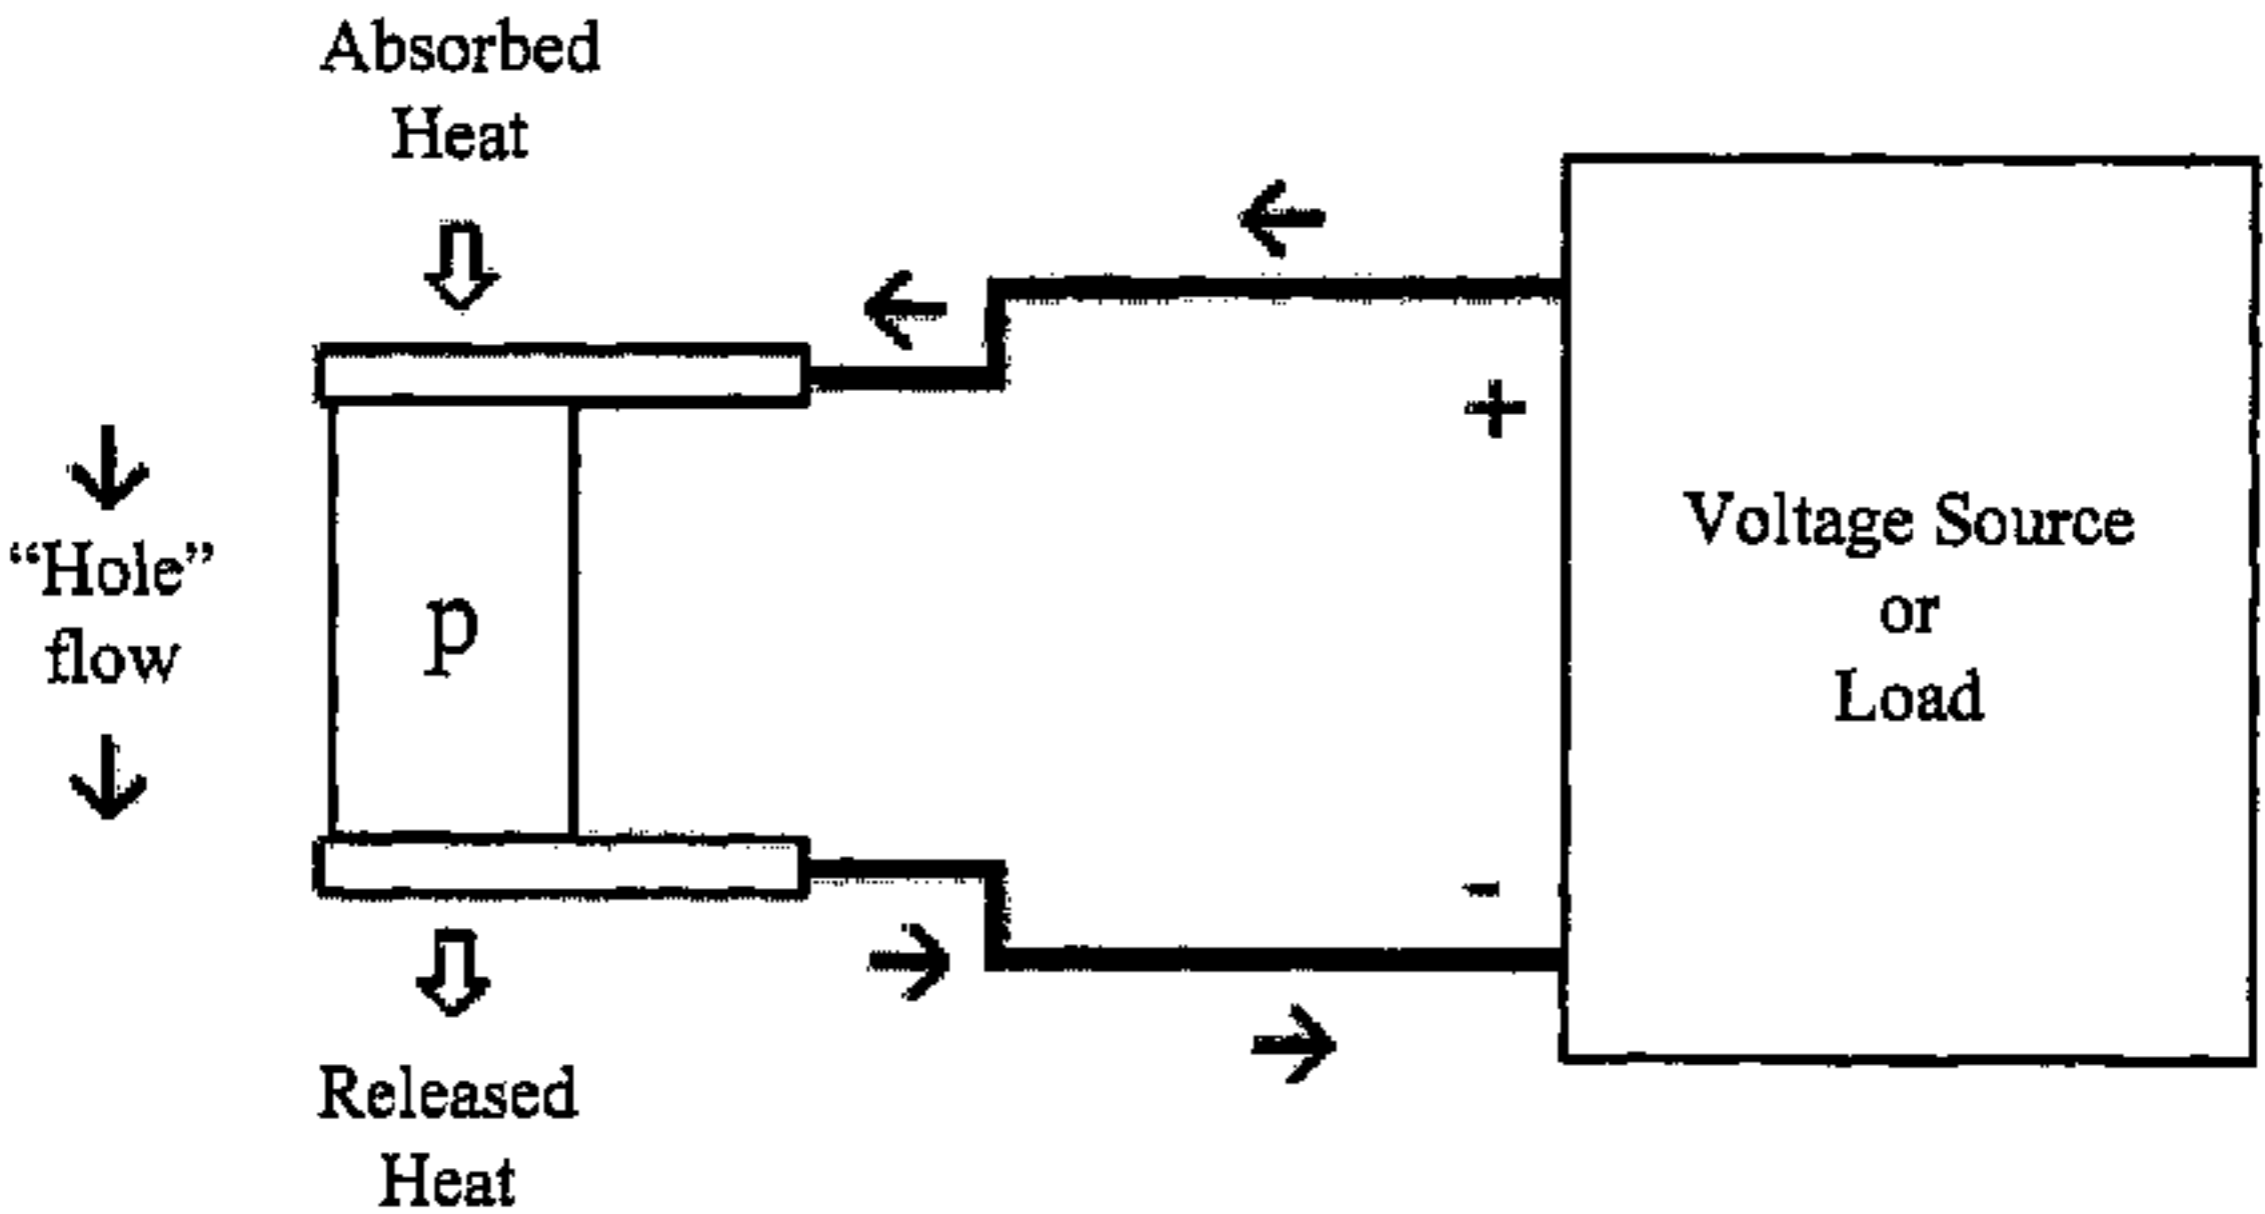 Absorbed
Heat
+
“Hole”
flow
p
Voltage Source
or
Load
-
Released
Heat